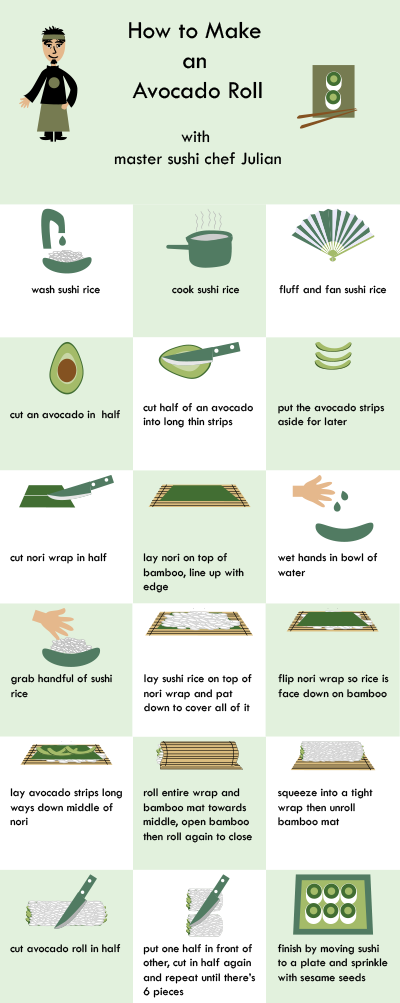 How to Make
an
Avocado Roll
with
master sushi chef Julian
wash sushi rice
cook sushi rice
fluff and fan sushi rice
cut an avocado in half
cut half of an avocado
into long thin strips
put the avocado strips
aside for later
cut nori wrap in half
lay nori on top of
bamboo, line up with
edge
wet hands in bowl of
water
grab handful of sushi
rice
lay sushi rice on top of
nori wrap and pat
down to cover all of it
flip nori wrap so rice is
face down on bamboo
lay avocado strips long
ways down middle of
nori
roll entire wrap and
bamboo mat towards
middle, open bamboo
then roll again to close
squeeze into a tight
wrap then unroll
bamboo mat
cut avocado roll in half
put one half in front of
other, cut in half again
and repeat until there's
6 pieces
finish by moving sushi
to a plate and sprinkle
with sesame seeds